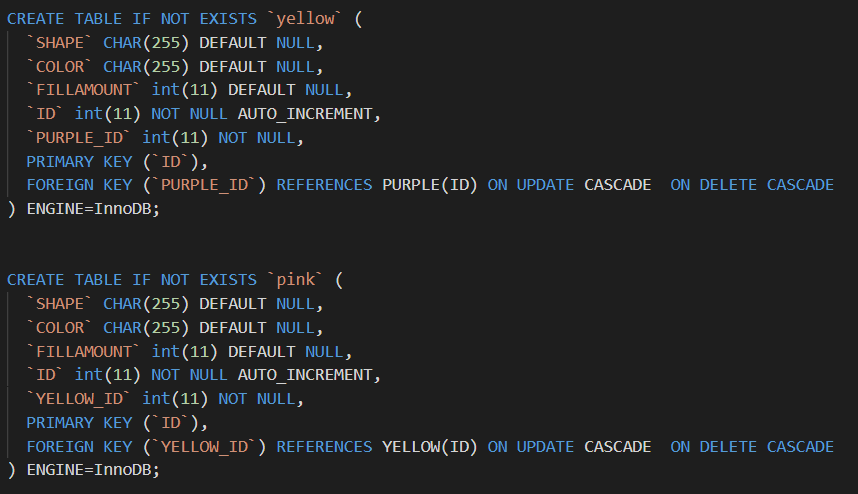 CREATE TABLE IF NOT EXISTS `yellow` (
  `SHAPE` CHAR(255) DEFAULT NULL,
  `COLOR` CHAR(255) DEFAULT NULL,
  `FILLAMOUNT` int(11) DEFAULT NULL,
  `ID` int(11) NOT NULL AUTO_INCREMENT,
  `PURPLE_ID` int(11) NOT NULL,
  PRIMARY KEY (`ID`),
  FOREIGN KEY (`PURPLE_ID`) REFERENCES PURPLE(ID) ON UPDATE CASCADE  ON DELETE CASCADE
) ENGINE=InnoDB;
CREATE TABLE IF NOT EXISTS `pink` (
  `SHAPE` CHAR(255) DEFAULT NULL,
  `COLOR` CHAR(255) DEFAULT NULL,
  `FILLAMOUNT` int(11) DEFAULT NULL,
  `ID` int(11) NOT NULL AUTO_INCREMENT,
  `YELLOW_ID` int(11) NOT NULL,
  PRIMARY KEY (`ID`),
  FOREIGN KEY (`YELLOW_ID`) REFERENCES YELLOW(ID) ON UPDATE CASCADE  ON DELETE CASCADE
) ENGINE=InnoDB;